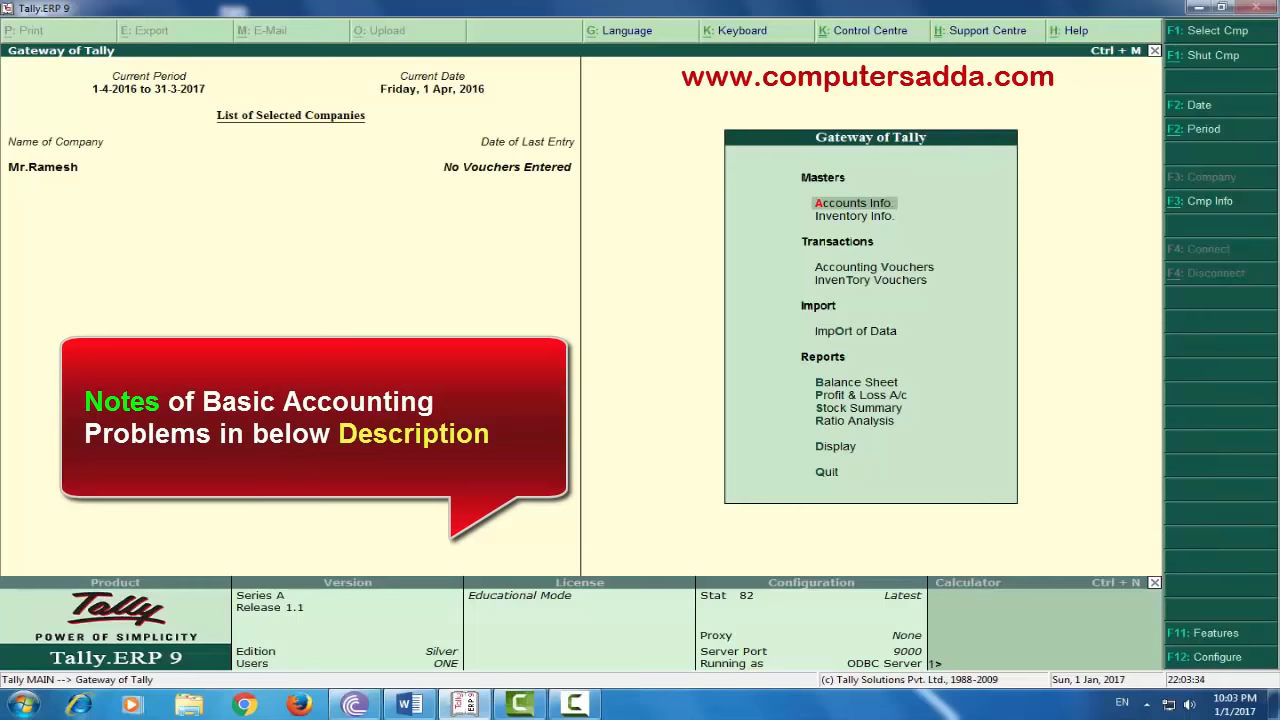 Tally.ERP 9
P: Print
E: Export
M: E-Mail
O: Upload
G: Language
K: Keyboard
K: Control Centre
H: Support Centre
H: Help
F1: Select Cmp
Gateway of Tally
Ctrl + M
F1: Shut Cmp
Current Period
1-4-2016 to 31-3-2017
Current Date
Friday, 1 Apr, 2016
www.computersadda.com
F2: Date
F2: Period
List of Selected Companies
Name of Company
Date of Last Entry
Mr.Ramesh
No Vouchers Entered
Gateway of Tally
Masters
Accounts Info.
Inventory Info.
Transactions
Accounting Vouchers
InvenTory Vouchers
Import
ImpOrt of Data
Reports
Balance Sheet
Profit & Loss A/c
Stock Summary
Ratio Analysis
Display
Quit
F3: Company
F3: Cmp Info
F4: Connect
F4: Disconnect
Notes of Basic Accounting
Problems in below Description
Product
Version
License
Configuration
Calculator
Ctrl + N
Tally
POWER OF SIMPLICITY
Tally.ERP 9
Series A
Release 1.1
Edition
Silver
Users
ONE
Educational Mode
Stat 82
Latest
Proxy
None
Server Port
9000
Running as
ODBC Server
1>
F11: Features
F12: Configure
Tally MAIN --> Gateway of Tally
(c) Tally Solutions Pvt. Ltd., 1988-2009
Sun, 1 Jan, 2017
22:03:34
EN
10:03 PM
1/1/2017